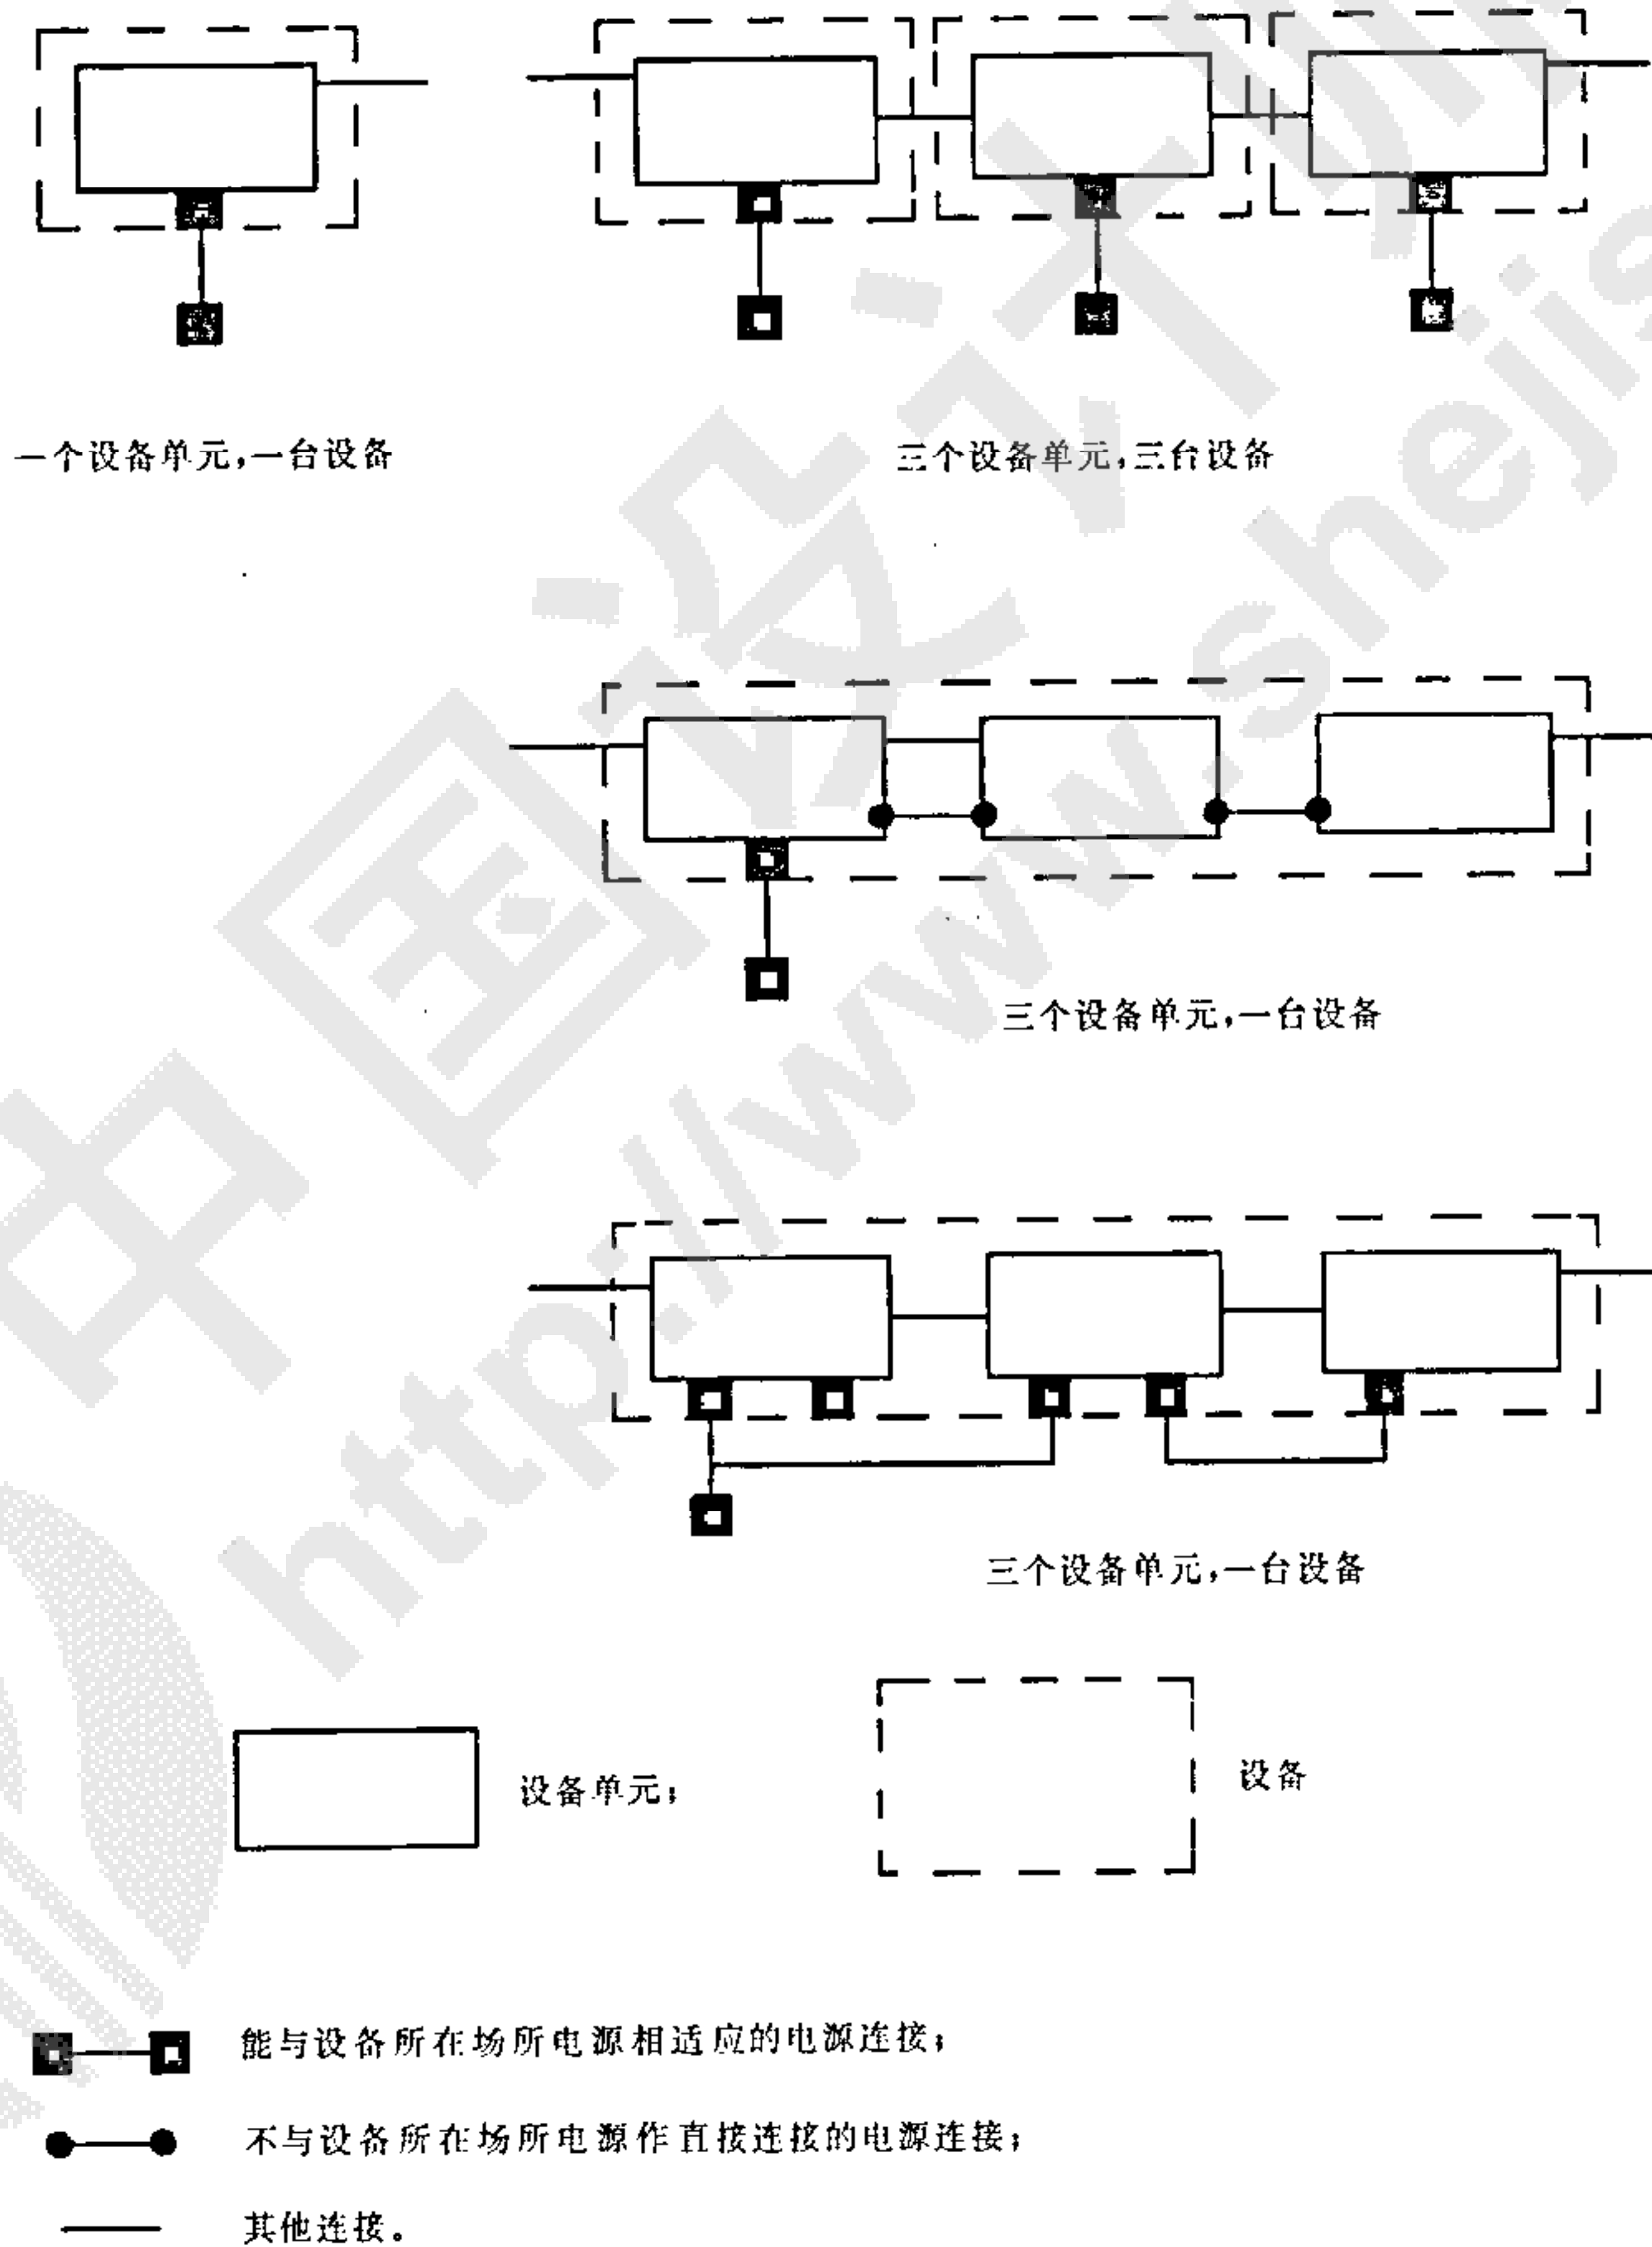 一个设备单元,一台设备
三个设备单元,三台设备
三个设备单元,一台设备
三个设备单元,一台设备
设备单元;
设备
能与设备所在场所电源相适应的电源连接;
不与设备所在场所电源作直接连接的电源连接;
其他连接。
http://www.shejis